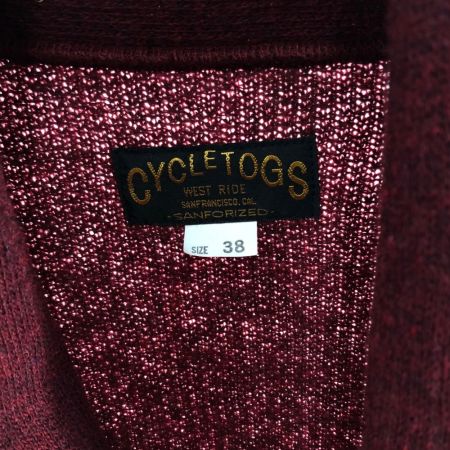 CYCLETOGS
WEST RIDE
SANFRANCISCO, CAL.
-SANFORIZED-
SIZE 38